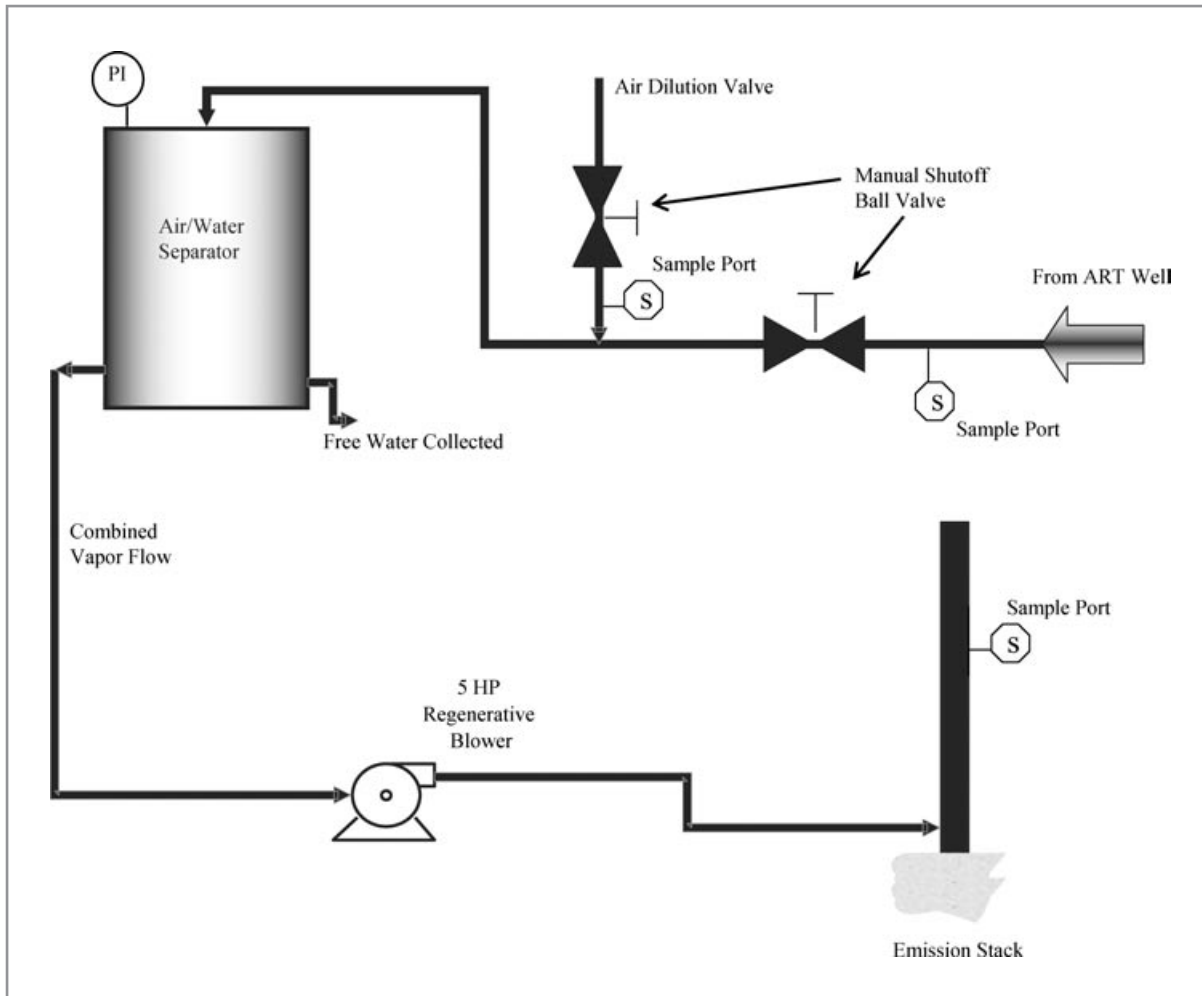 PI
Air Dilution Valve
Manual Shutoff
Ball Valve
Air/Water
Separator
Sample Port
S
From ART Well
S
Sample Port
Free Water Collected
Combined
Vapor Flow
Sample Port
S
5 HP
Regenerative
Blower
Emission Stack